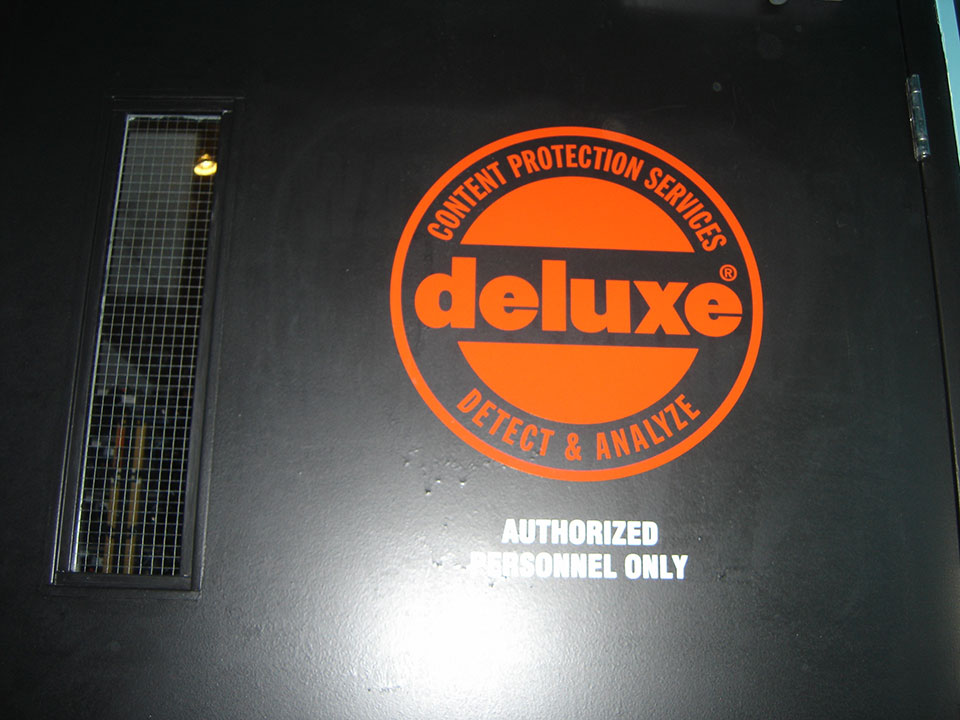 CONTENT PROTECTION SERVICES
deluxe®
DETECT & ANALYZE
AUTHORIZED
PERSONNEL ONLY